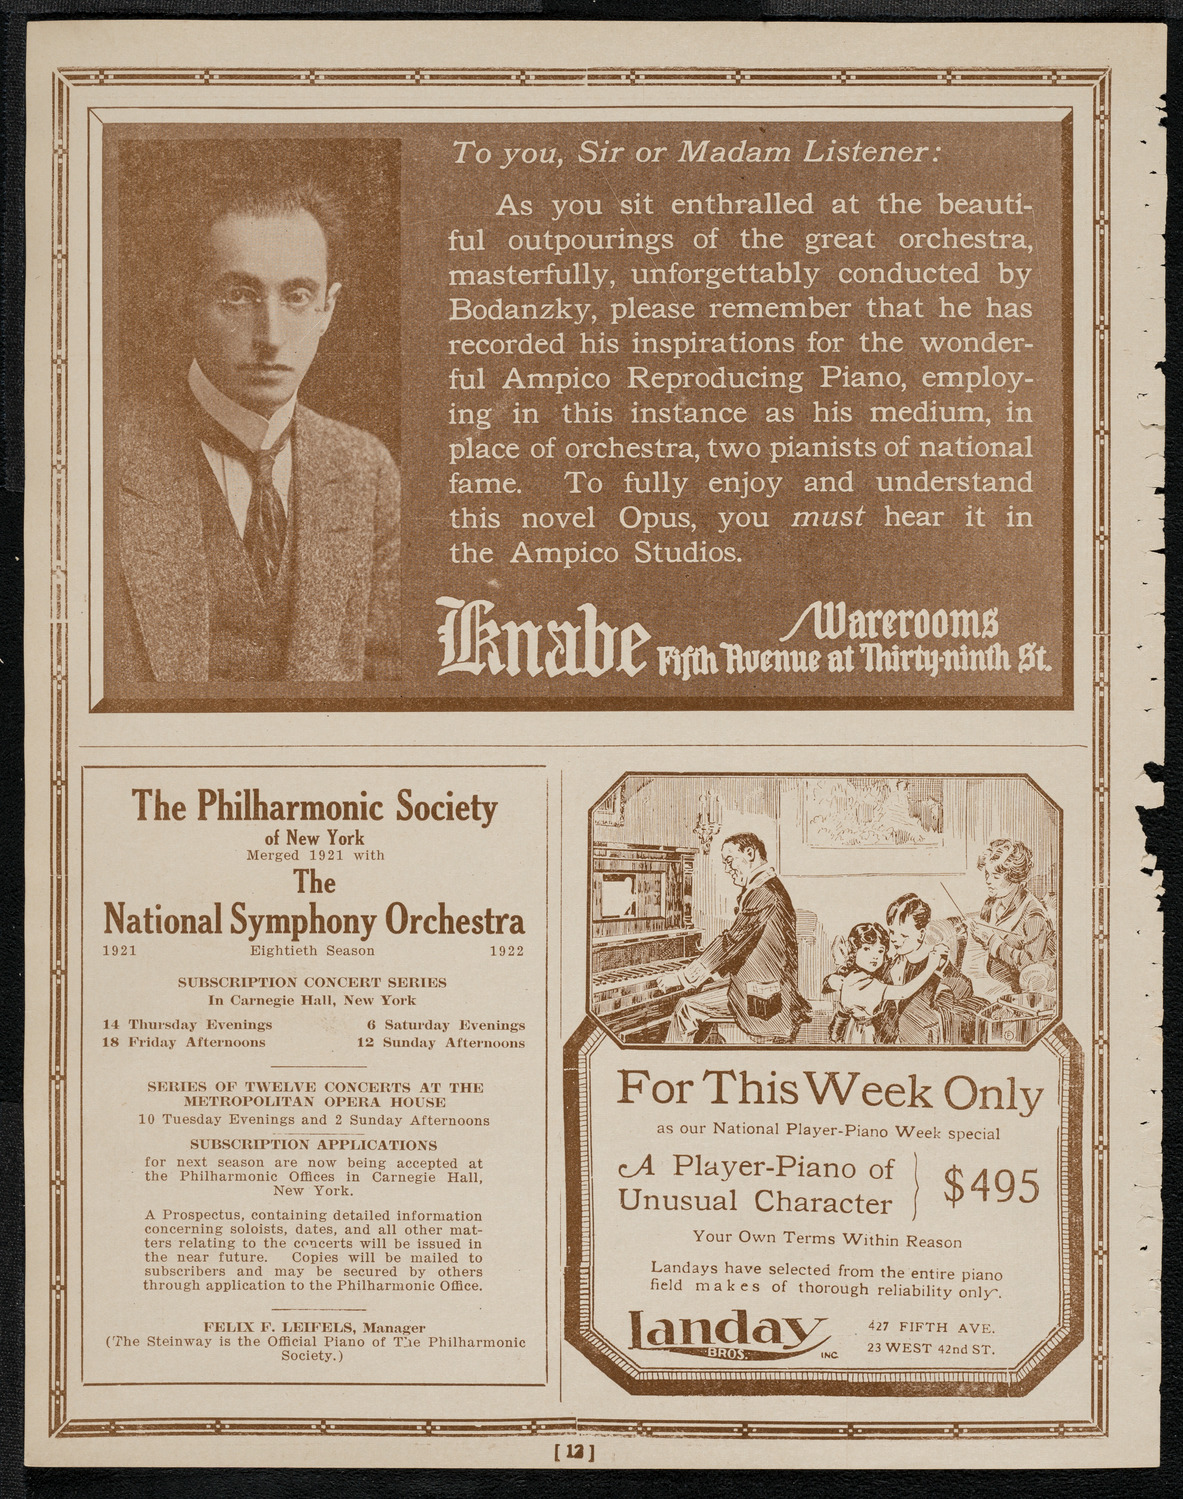 To you, Sir or Madam Listener:
As you sit enthralled at the beauti-
ful outpourings of the great orchestra,
masterfully, unforgettably conducted by
Bodanzky, please remember that he has
recorded his inspirations for the wonder-
ful Ampico Reproducing Piano, employ-
ing in this instance as his medium, in
place of orchestra, two pianists of national
fame. To fully enjoy and understand
this novel Opus, you must hear it in
the Ampico Studios.
Knabe Warerooms
Fifth Avenue at Thirty-ninth St.
The Philharmonic Society
of New York
Merged 1921 with
The
National Symphony Orchestra
1921 Eightieth Season 1922
SUBSCRIPTION CONCERT SERIES
In Carnegie Hall, New York
14 Thursday Evenings 6 Saturday Evenings
18 Friday Afternoons 12 Sunday Afternoons
SERIES OF TWELVE CONCERTS AT THE
METROPOLITAN OPERA HOUSE
10 Tuesday Evenings and 2 Sunday Afternoons
SUBSCRIPTION APPLICATIONS
for next season are now being accepted at
the Philharmonic Offices in Carnegie Hall,
New York.
A Prospectus, containing detailed information
concerning soloists, dates, and all other mat-
ters relating to the concerts will be issued in
the near future. Copies will be mailed to
subscribers and may be secured by others
through application to the Philharmonic Office.
FELIX F. LEIFELS, Manager
(The Steinway is the Official Piano of The Philharmonic
Society.)
For This Week Only
as our National Player-Piano Week special
A Player-Piano of
Unusual Character } $495
Your Own Terms Within Reason
Landays have selected from the entire piano
field makes of thorough reliability only.
Landay
BROS. INC.
427 FIFTH AVE.
23 WEST 42nd ST.
[ 12 ]